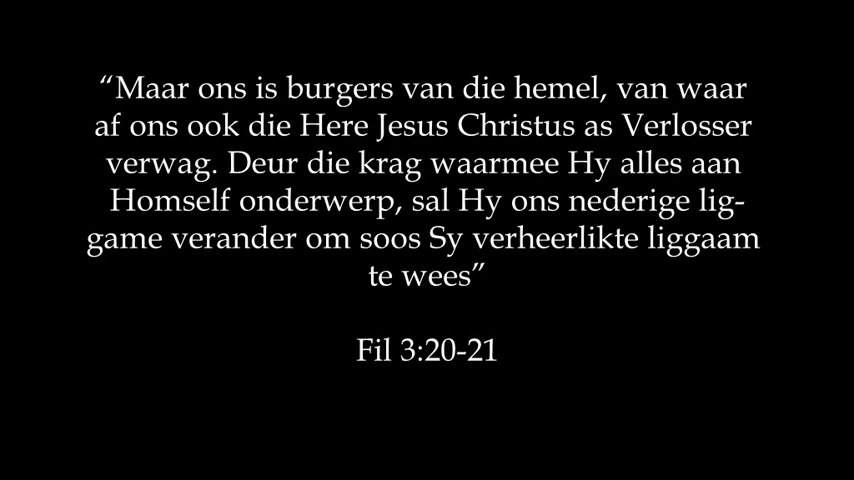 “Maar ons is burgers van die hemel, van waar
af ons ook die Here Jesus Christus as Verlosser
verwag. Deur die krag waarmee Hy alles aan
Homself onderwerp, sal Hy ons nederige lig-
game verander om soos Sy verheerlikte liggaam
te wees”
Fil 3:20-21